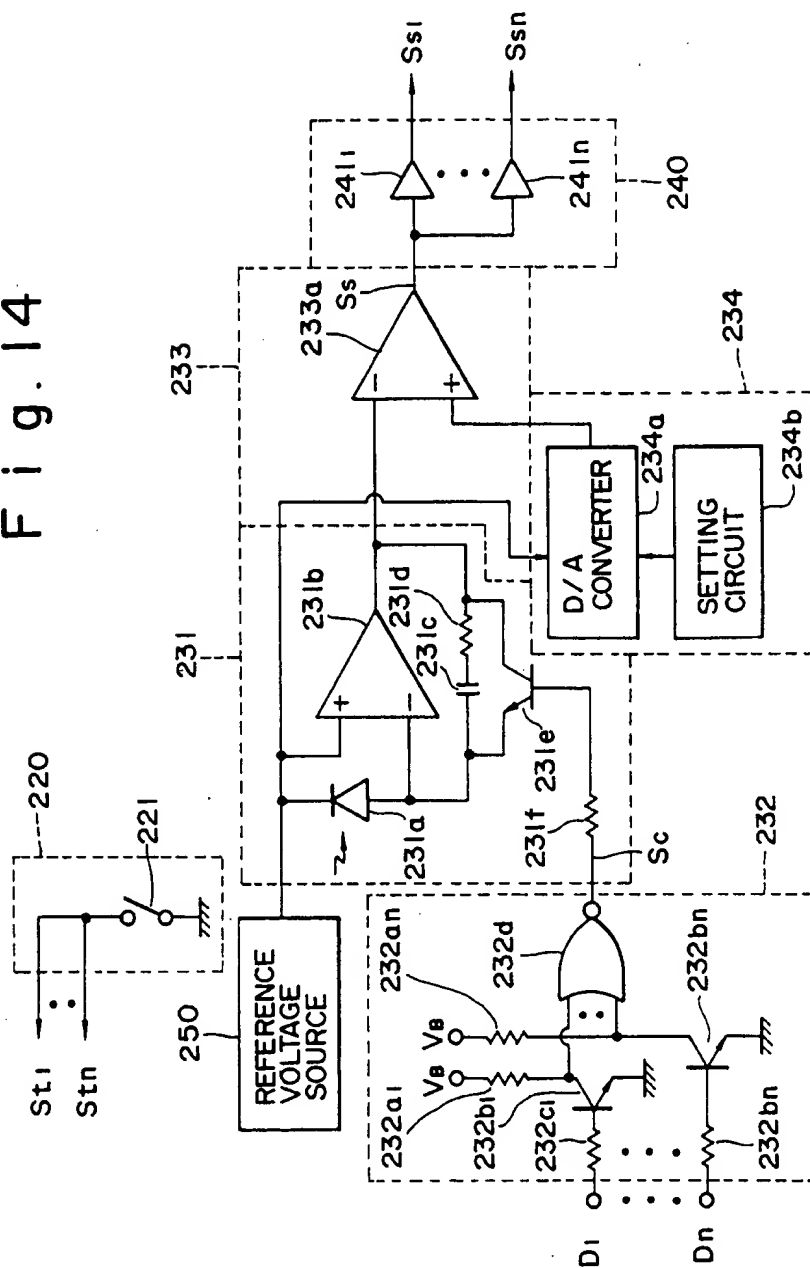 Fig.14
220
221
St1
Stn
231
233
240
250
REFERENCE
VOLTAGE
SOURCE
231a
231b
231c
231d
231e
231f
+
−
Ss
233a
−
+
2411
241n
Ss1
Ssn
234
234a
D/A
CONVERTER
234b
SETTING
CIRCUIT
Sc
232
232an
232d
232bn
VB
VB
232a1
232b1
232c1
232bn
D1
Dn